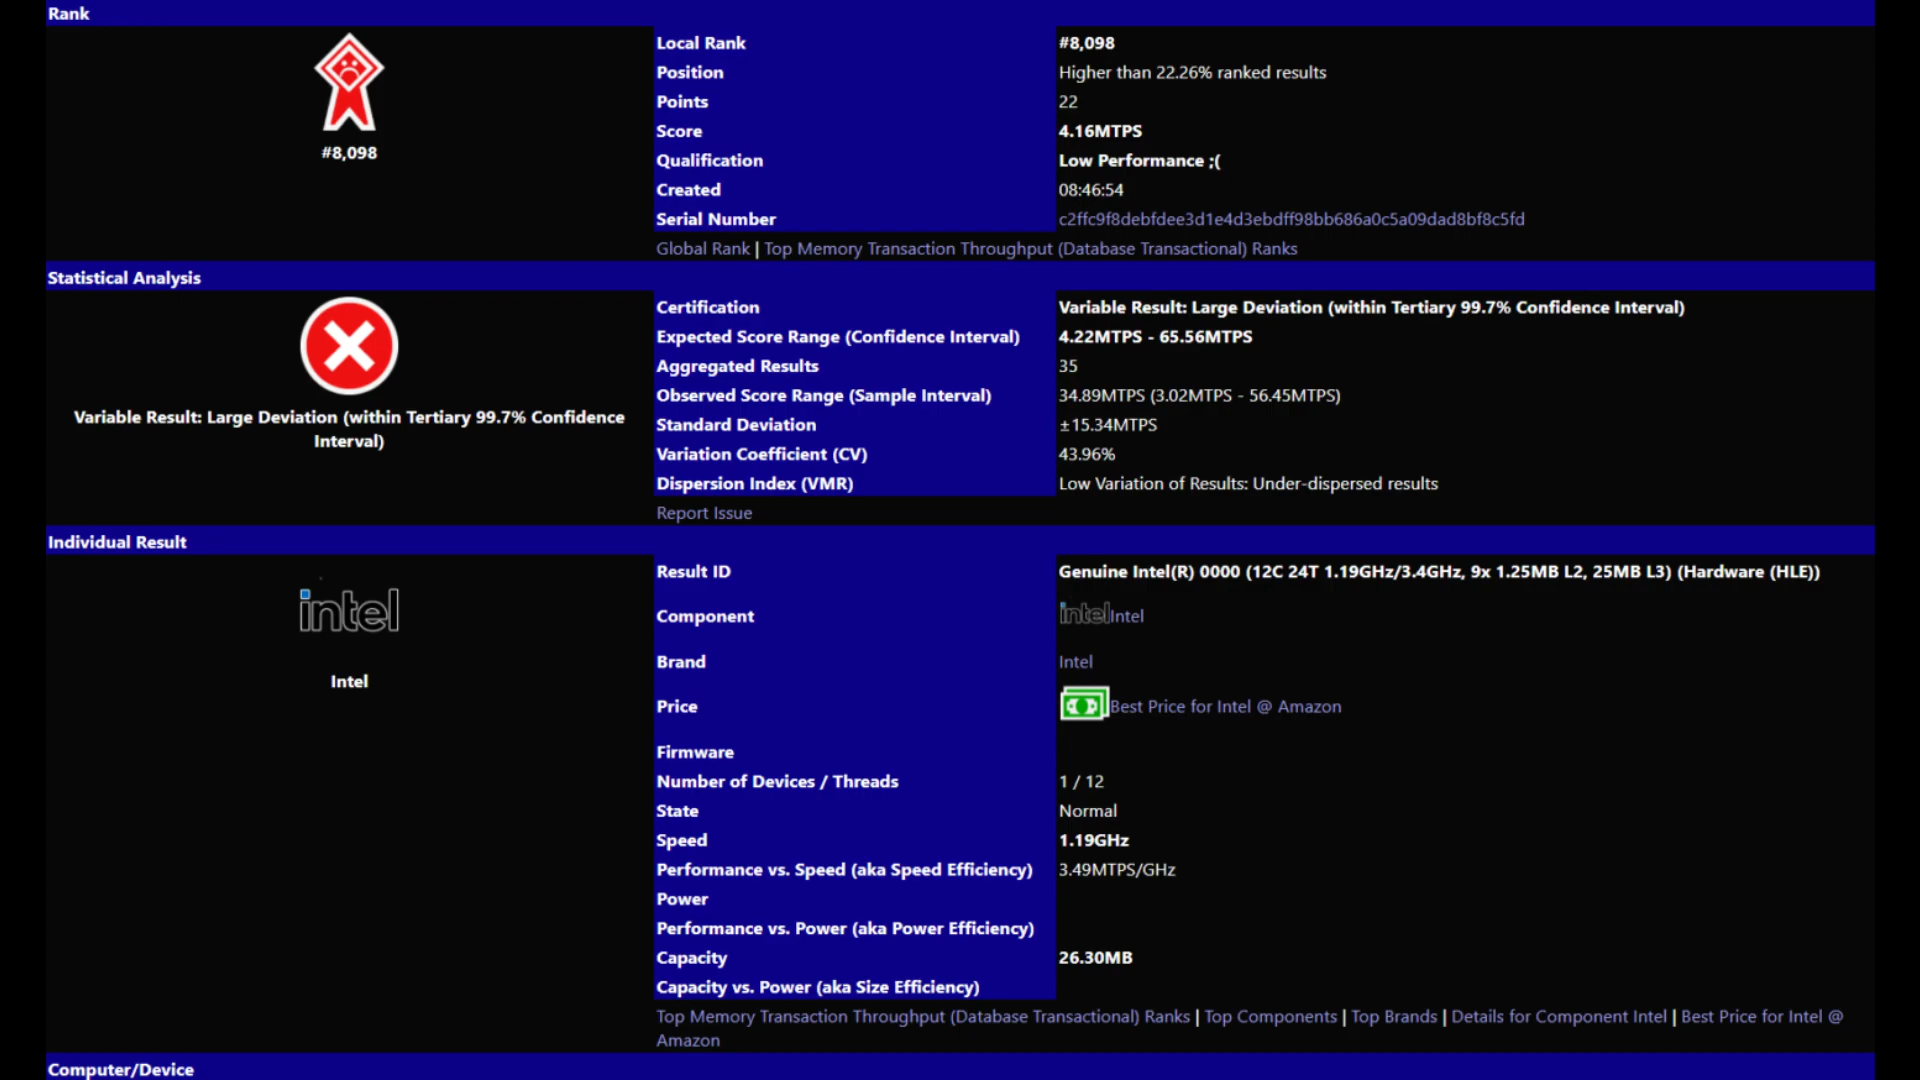 Rank
#8,098
Local Rank #8,098
Position Higher than 22.26% ranked results
Points 22
Score 4.16MTPS
Qualification Low Performance ;(
Created 08:46:54
Serial Number c2ffc9f8debfdee3d1e4d3ebdff98bb686a0c5a09dad8bf8c5fd
Global Rank | Top Memory Transaction Throughput (Database Transactional) Ranks
Statistical Analysis
Variable Result: Large Deviation (within Tertiary 99.7% Confidence
Interval)
Certification Variable Result: Large Deviation (within Tertiary 99.7% Confidence Interval)
Expected Score Range (Confidence Interval) 4.22MTPS - 65.56MTPS
Aggregated Results 35
Observed Score Range (Sample Interval) 34.89MTPS (3.02MTPS - 56.45MTPS)
Standard Deviation ±15.34MTPS
Variation Coefficient (CV) 43.96%
Dispersion Index (VMR) Low Variation of Results: Under-dispersed results
Report Issue
Individual Result
intel
Intel
Result ID Genuine Intel(R) 0000 (12C 24T 1.19GHz/3.4GHz, 9x 1.25MB L2, 25MB L3) (Hardware (HLE))
Component intel Intel
Brand Intel
Price Best Price for Intel @ Amazon
Firmware
Number of Devices / Threads 1 / 12
State Normal
Speed 1.19GHz
Performance vs. Speed (aka Speed Efficiency) 3.49MTPS/GHz
Power
Performance vs. Power (aka Power Efficiency)
Capacity 26.30MB
Capacity vs. Power (aka Size Efficiency)
Top Memory Transaction Throughput (Database Transactional) Ranks | Top Components | Top Brands | Details for Component Intel | Best Price for Intel @
Amazon
Computer/Device